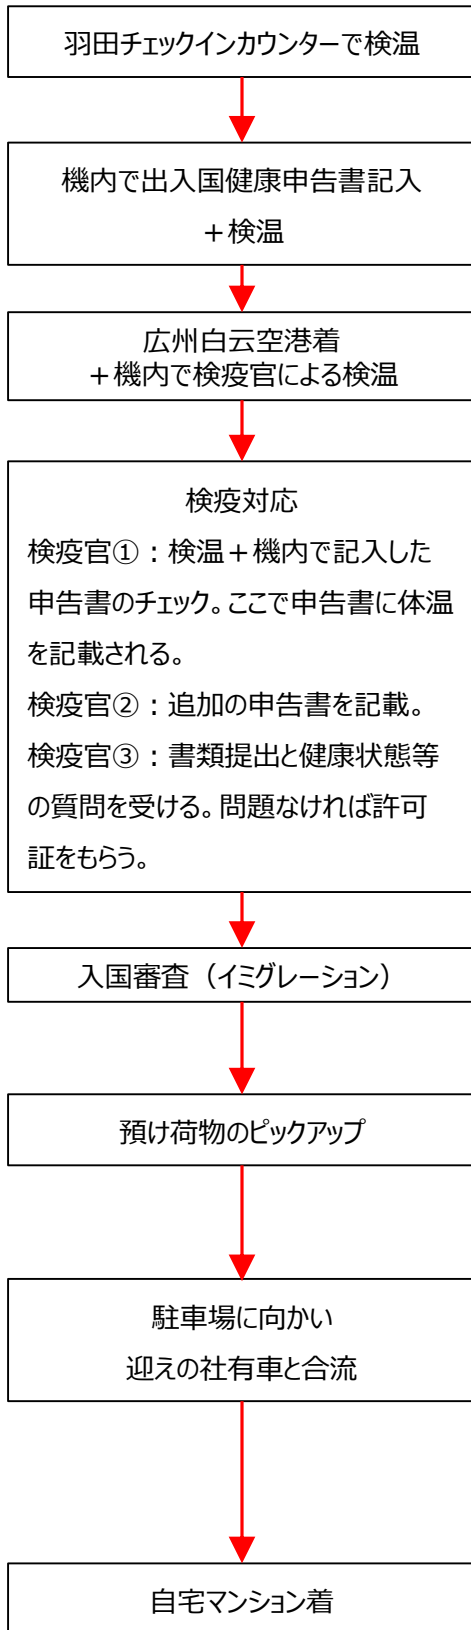 羽田チェックインカウンターで検温
機内で出入国健康申告書記入
＋検温
広州白云空港着
＋機内で検疫官による検温
検疫対応
検疫官①：検温＋機内で記入した
申告書のチェック。ここで申告書に体温
を記載される。
検疫官②：追加の申告書を記載。
検疫官③：書類提出と健康状態等
の質問を受ける。問題なければ許可
証をもらう。
入国審査（イミグレーション）
預け荷物のピックアップ
駐車場に向かい
迎えの社有車と合流
自宅マンション着